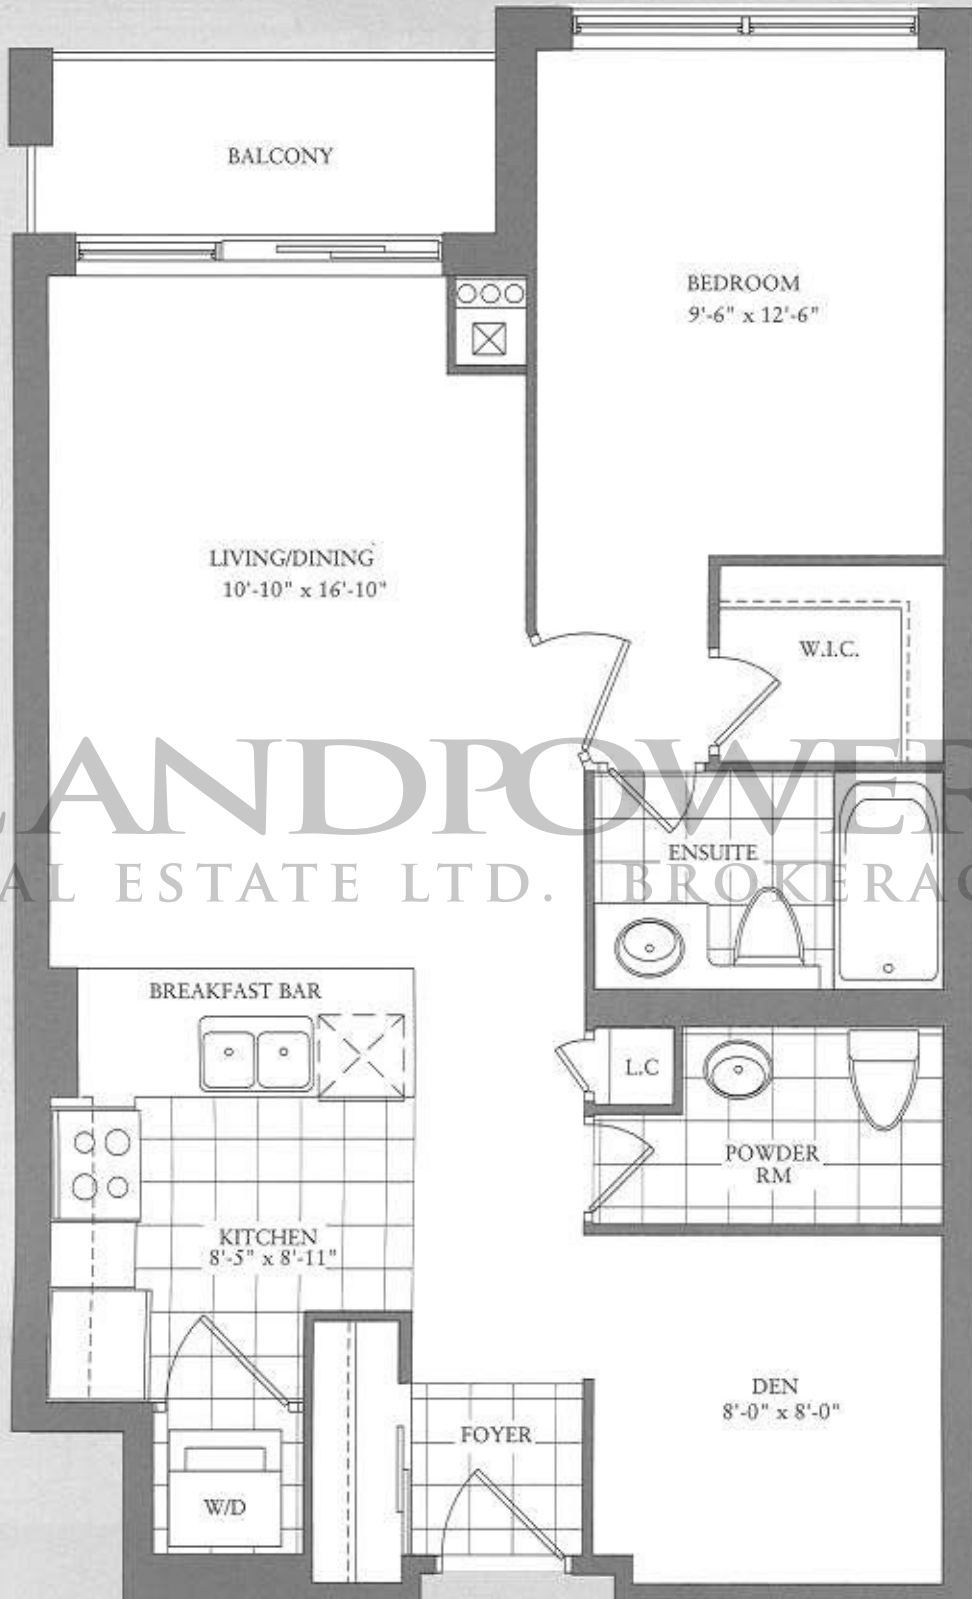 BALCONY
BEDROOM
9'-6" x 12'-6"
LIVING/DINING
10'-10" x 16'-10"
W.I.C.
LANDPOWER
AL ESTATE LTD. BROKERAG
ENSUITE
BREAKFAST BAR
L.C
POWDER
RM
KITCHEN
8'-5" x 8'-11"
DEN
8'-0" x 8'-0"
FOYER
W/D